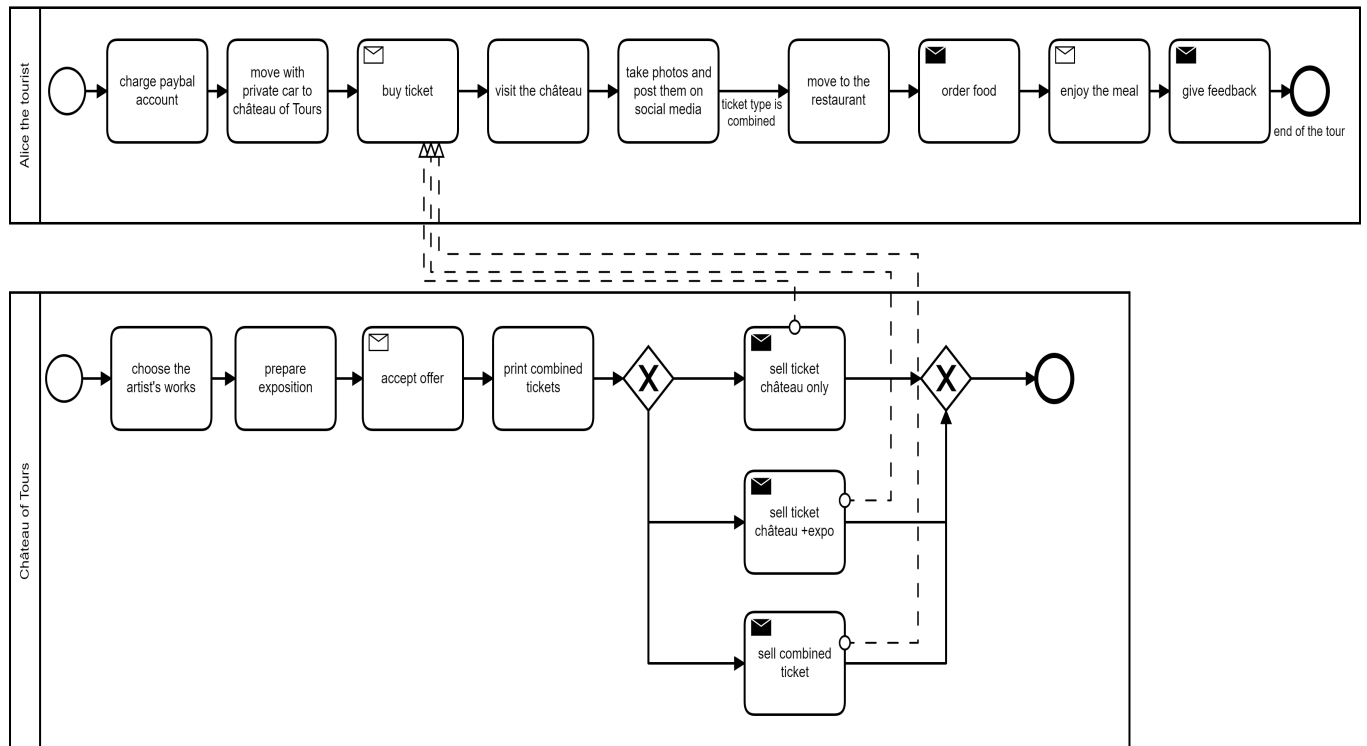 Alice the tourist
charge paybal
account
move with
private car to
château of Tours
buy ticket
visit the château
take photos and
post them on
social media
ticket type is
combined
move to the
restaurant
order food
enjoy the meal
give feedback
end of the tour
Château of Tours
choose the
artist's works
prepare
exposition
accept offer
print combined
tickets
X
sell ticket
château only
sell ticket
château +expo
sell combined
ticket
X